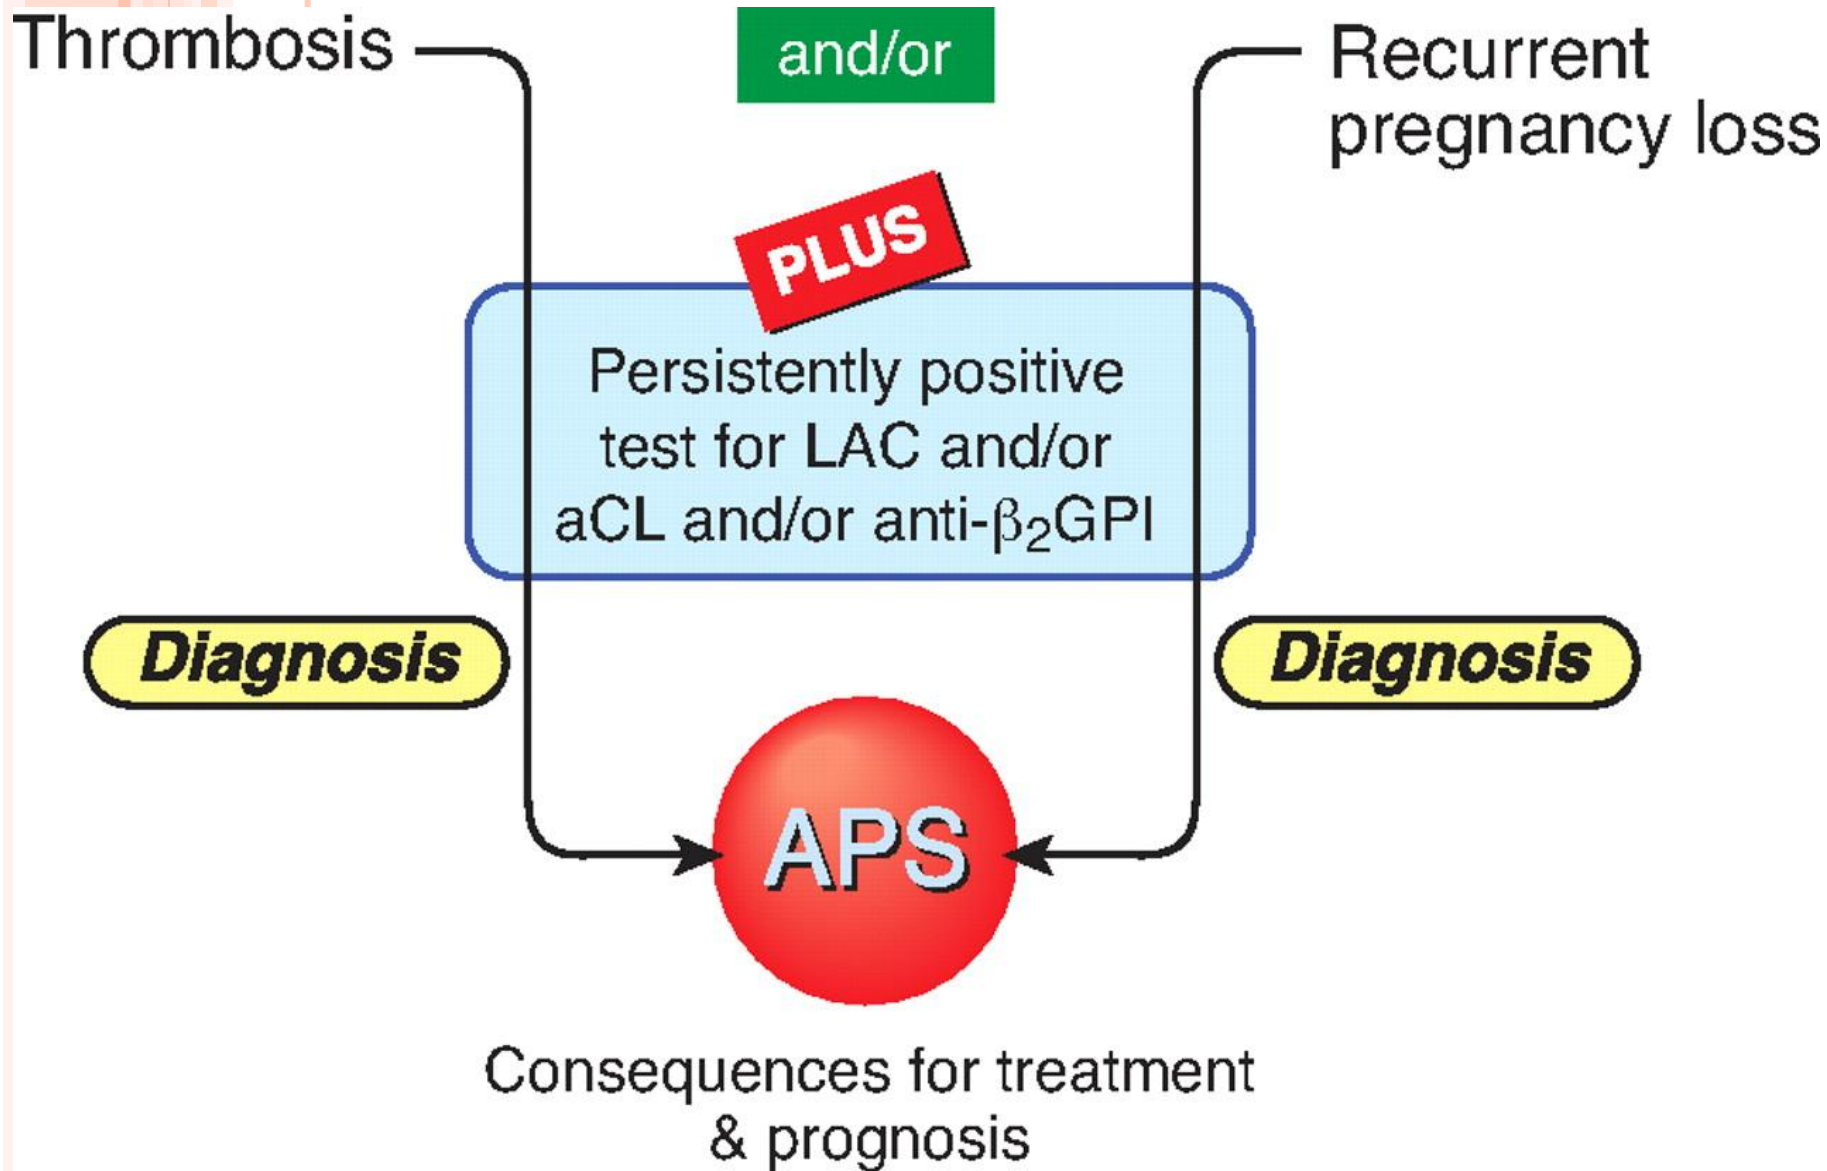 Thrombosis
and/or
Recurrent
pregnancy loss
PLUS
Persistently positive
test for LAC and/or
aCL and/or anti-β₂GPI
Diagnosis
Diagnosis
APS
Consequences for treatment
& prognosis